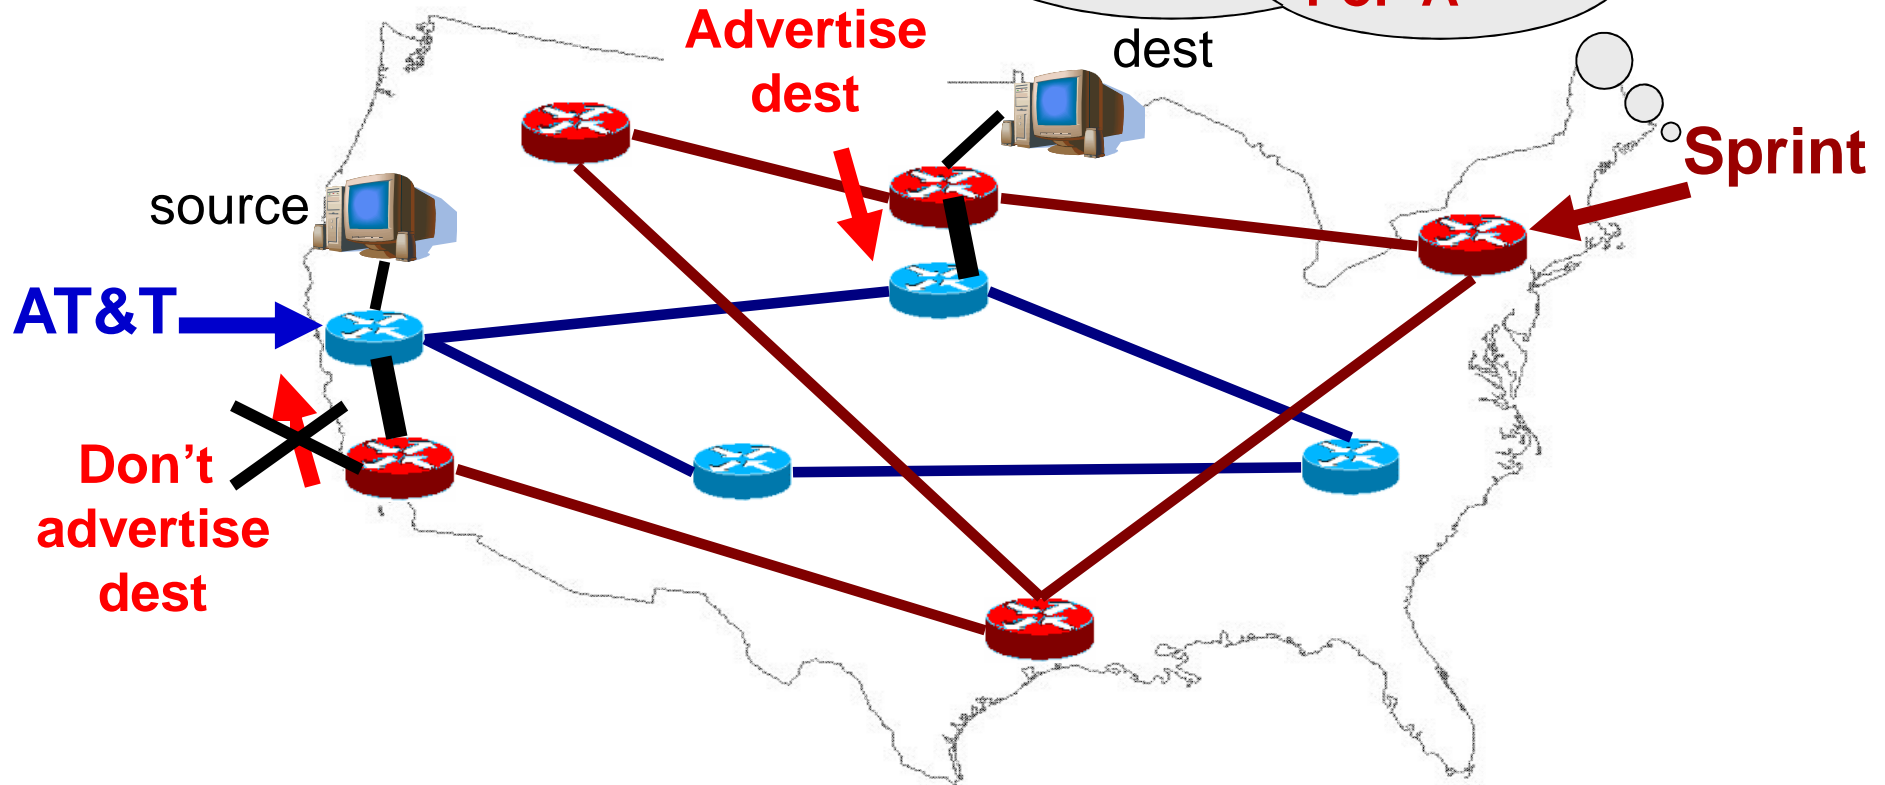 Advertise
dest
dest
Sprint
source
AT&T
Don’t
advertise
dest